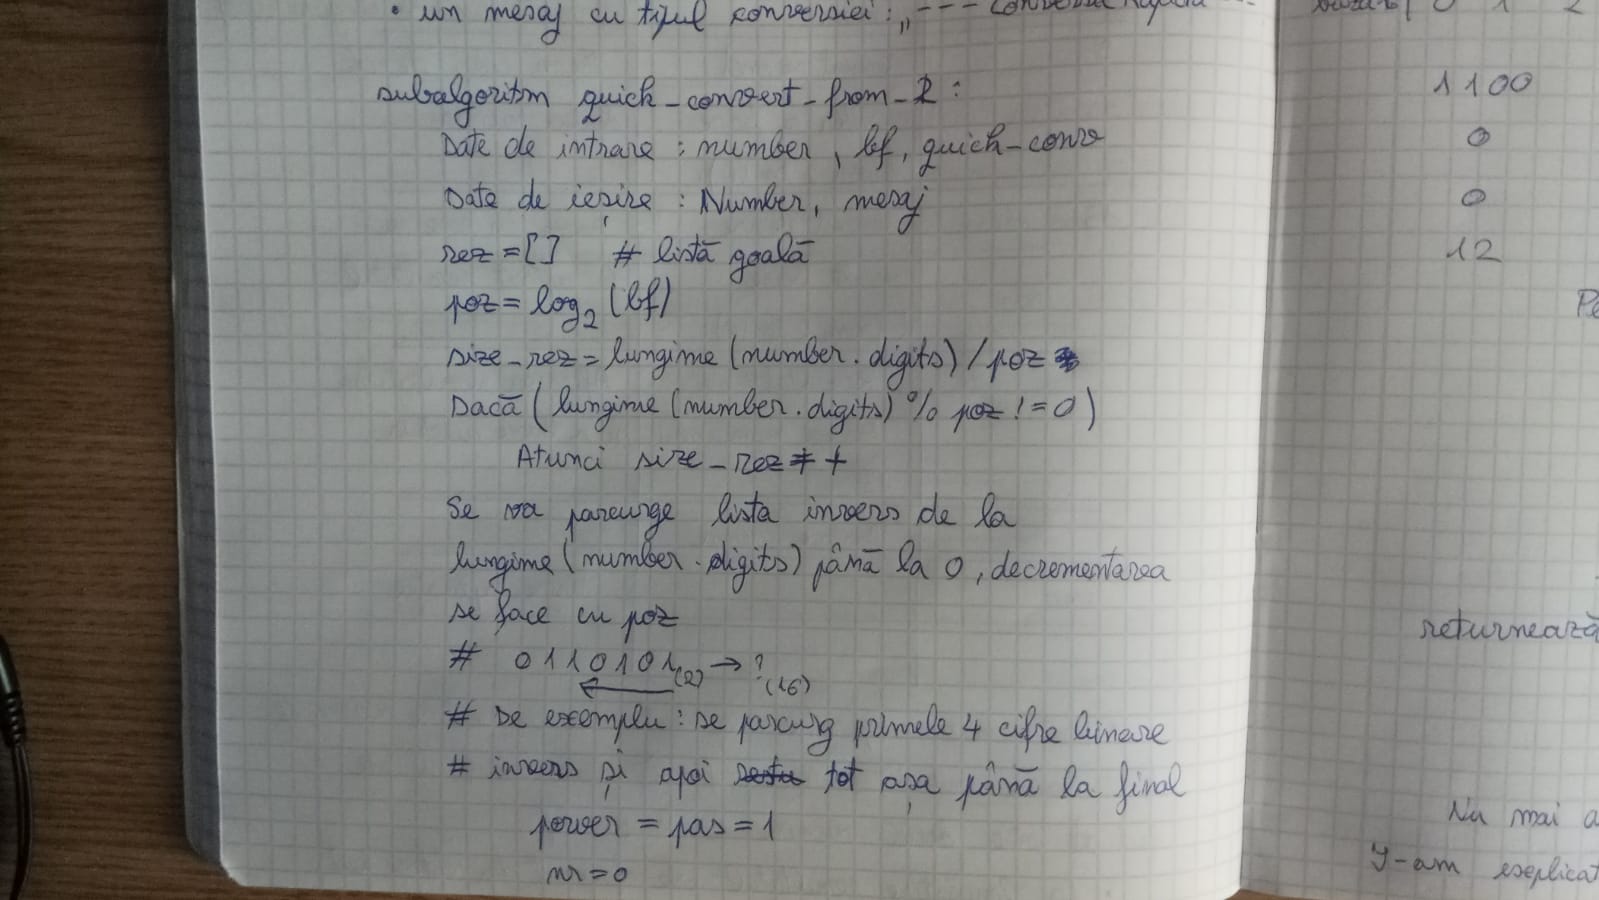 • un mesaj cu tipul conversiei: „---
subalgoritm quick-convert-from-2:
Date de intrare: number, bf, quick-conv
Date de ieșire: Number, mesaj
rez=[] # listă goală
poz=log₂(bf)
size-rez=lungime(number.digits)/poz
Dacă(lungime(number.digits)%poz!=0)
Atunci size-rez++
Se va parcurge lista invers de la
lungime(number.digits) până la 0, decrementarea
se face cu poz
# 0110101(2)→?(16)
# De exemplu: se parcurg primele 4 cifre binare
# invers și apoi tot așa până la final
power=pas=1
nr=0
0 1 2
1100
0
0
12
returnează
Nu mai a
I-am explicat